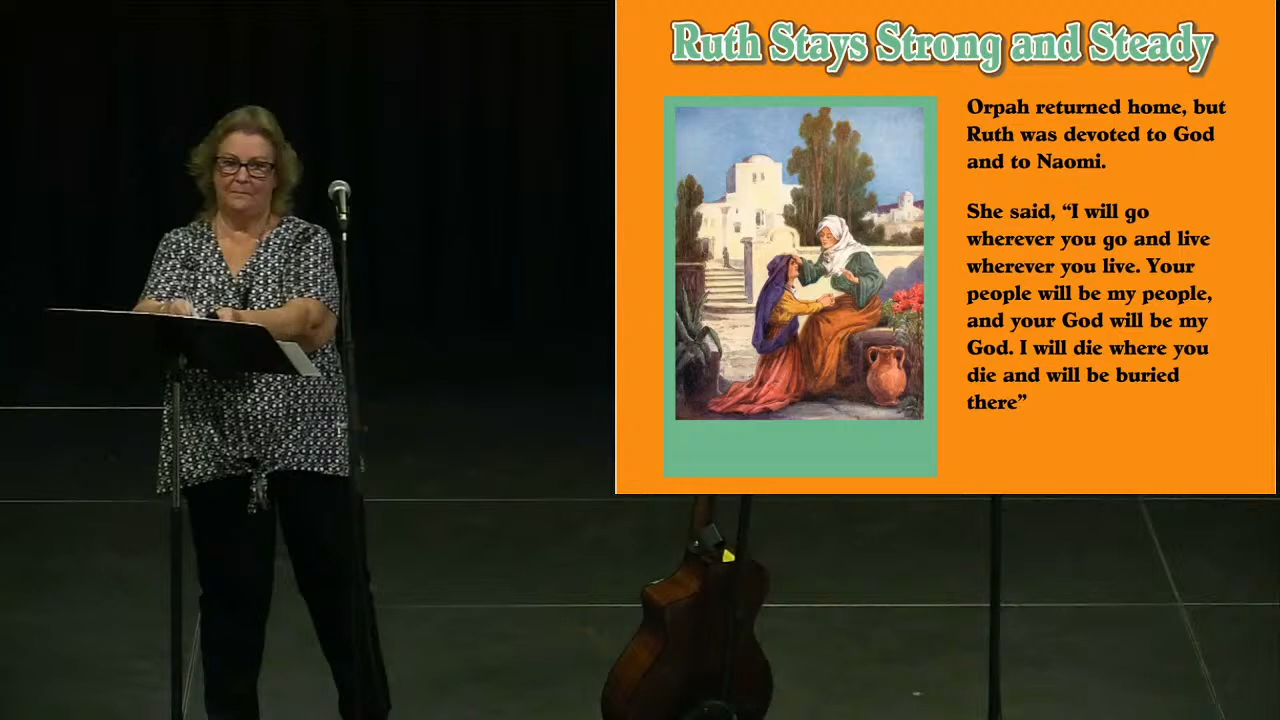 Ruth Stays Strong and Steady
Orpah returned home, but
Ruth was devoted to God
and to Naomi.
She said, “I will go
wherever you go and live
wherever you live. Your
people will be my people,
and your God will be my
God. I will die where you
die and will be buried
there”